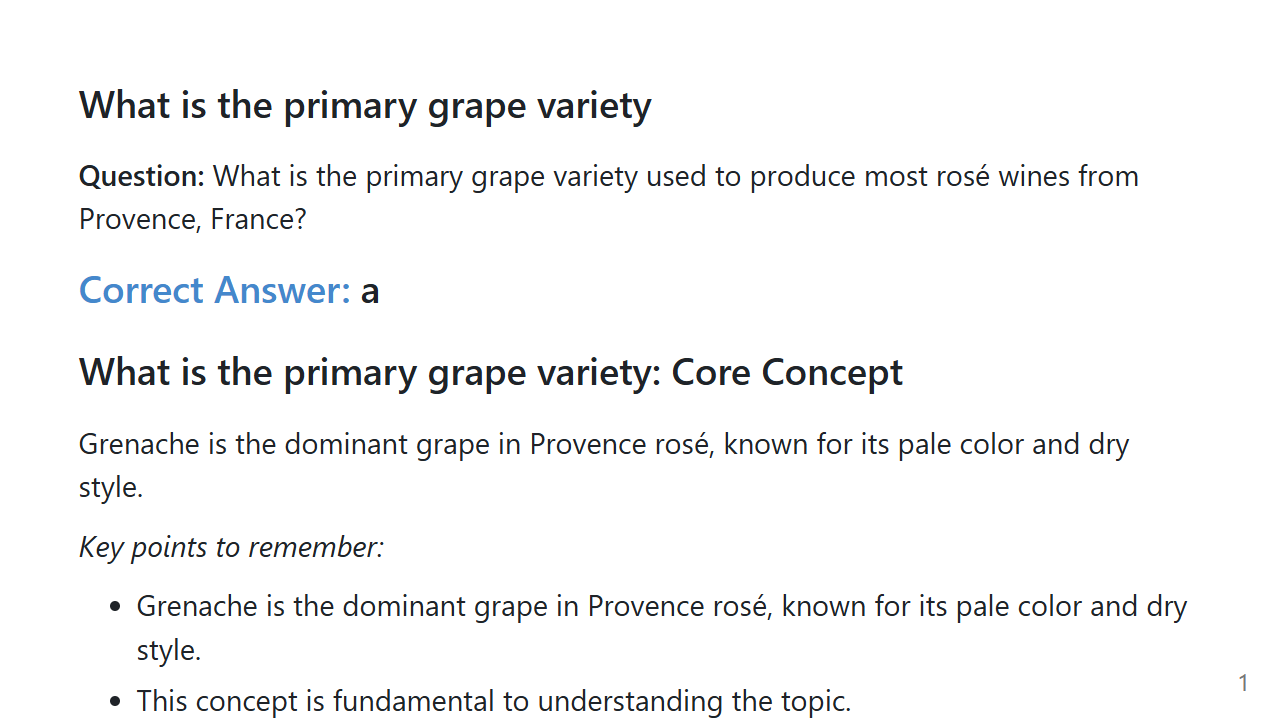 What is the primary grape variety
Question: What is the primary grape variety used to produce most rosé wines from
Provence, France?
Correct Answer: a
What is the primary grape variety: Core Concept
Grenache is the dominant grape in Provence rosé, known for its pale color and dry
style.
Key points to remember:
• Grenache is the dominant grape in Provence rosé, known for its pale color and dry
style.
• This concept is fundamental to understanding the topic.
1